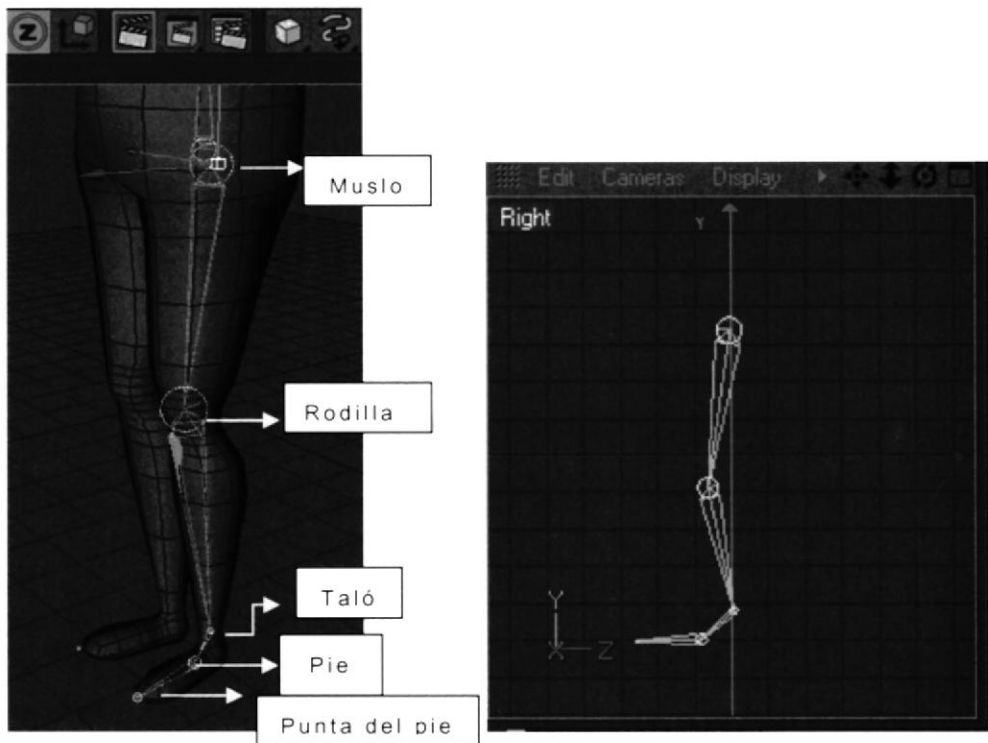 Muslo
Rodilla
Taló
Pie
Punta del pie
Edit Cameras Display
Right
Y
Y
X Z